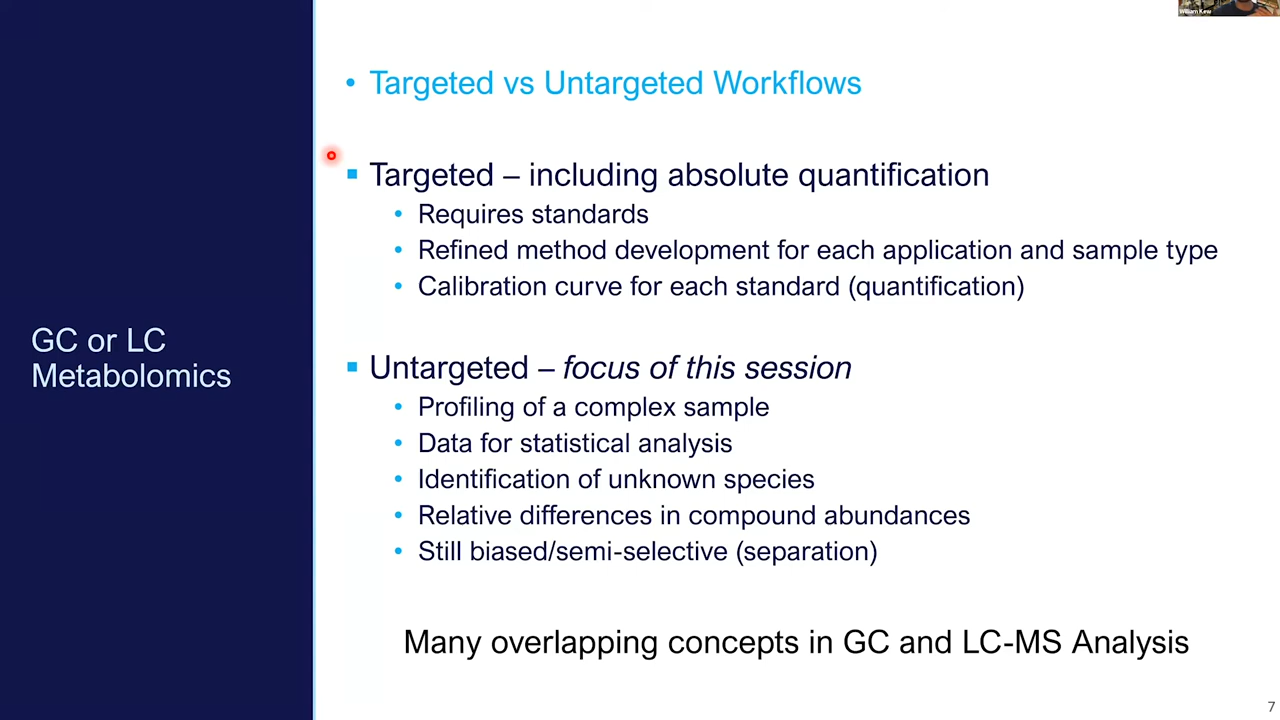 William Kew
• Targeted vs Untargeted Workflows
▪ Targeted – including absolute quantification
• Requires standards
• Refined method development for each application and sample type
• Calibration curve for each standard (quantification)
GC or LC
Metabolomics
▪ Untargeted – focus of this session
• Profiling of a complex sample
• Data for statistical analysis
• Identification of unknown species
• Relative differences in compound abundances
• Still biased/semi-selective (separation)
Many overlapping concepts in GC and LC-MS Analysis
7